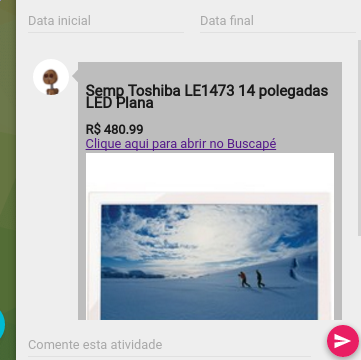 Data inicial Data final
Semp Toshiba LE1473 14 polegadas
LED Plana
R$ 480.99
Clique aqui para abrir no Buscapé
Comente esta atividade